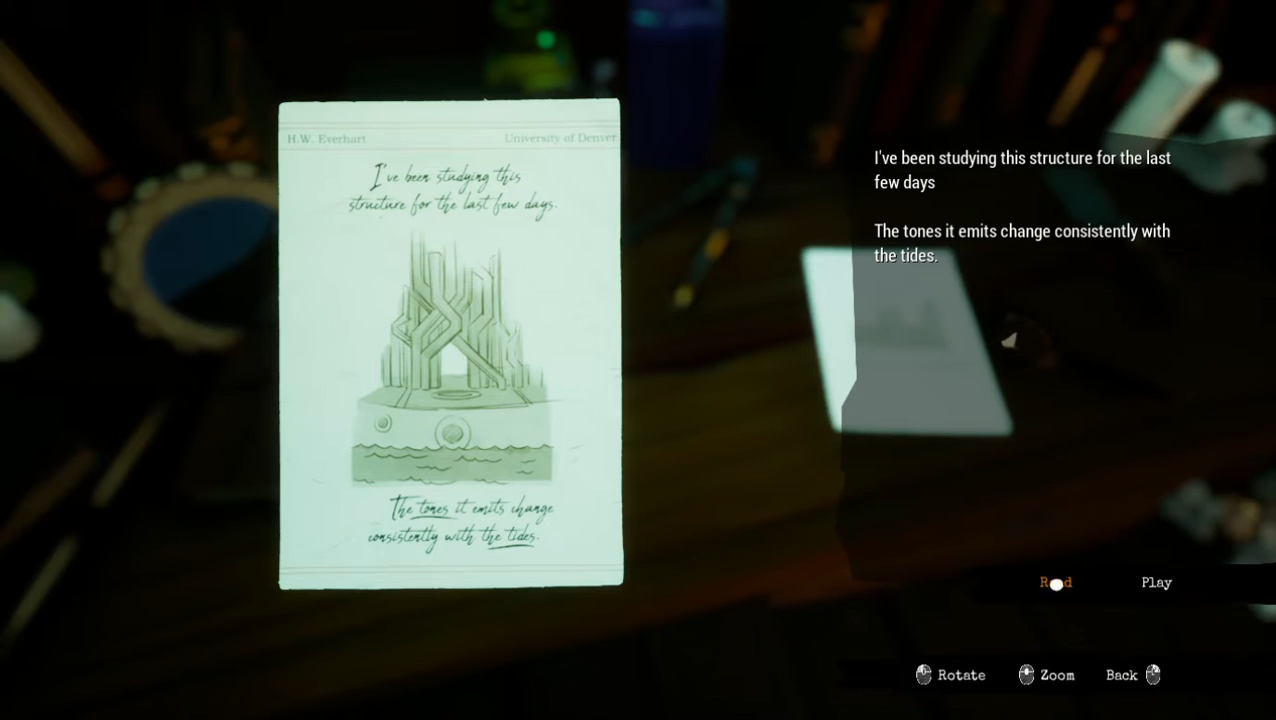 H.W. Everhart University of Denver
I've been studying this
structure for the last few days.
The tones it emits change
consistently with the tides.
I've been studying this structure for the last
few days
The tones it emits change consistently with
the tides.
Play
Rotate Zoom Back